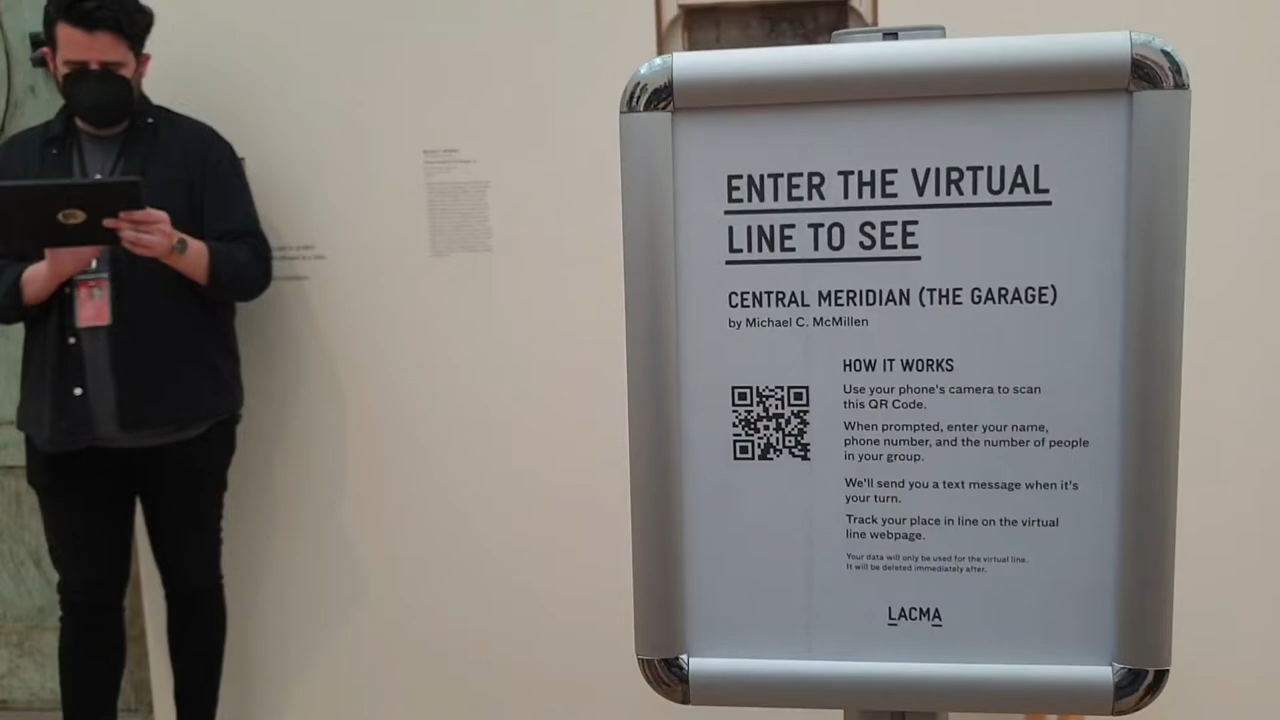 ENTER THE VIRTUAL
LINE TO SEE
CENTRAL MERIDIAN (THE GARAGE)
by Michael C. McMillen
HOW IT WORKS
Use your phone's camera to scan
this QR Code.
When prompted, enter your name,
phone number, and the number of people
in your group.
We'll send you a text message when it's
your turn.
Track your place in line on the virtual
line webpage.
Your data will only be used for the virtual line.
It will be deleted immediately after.
LACMA